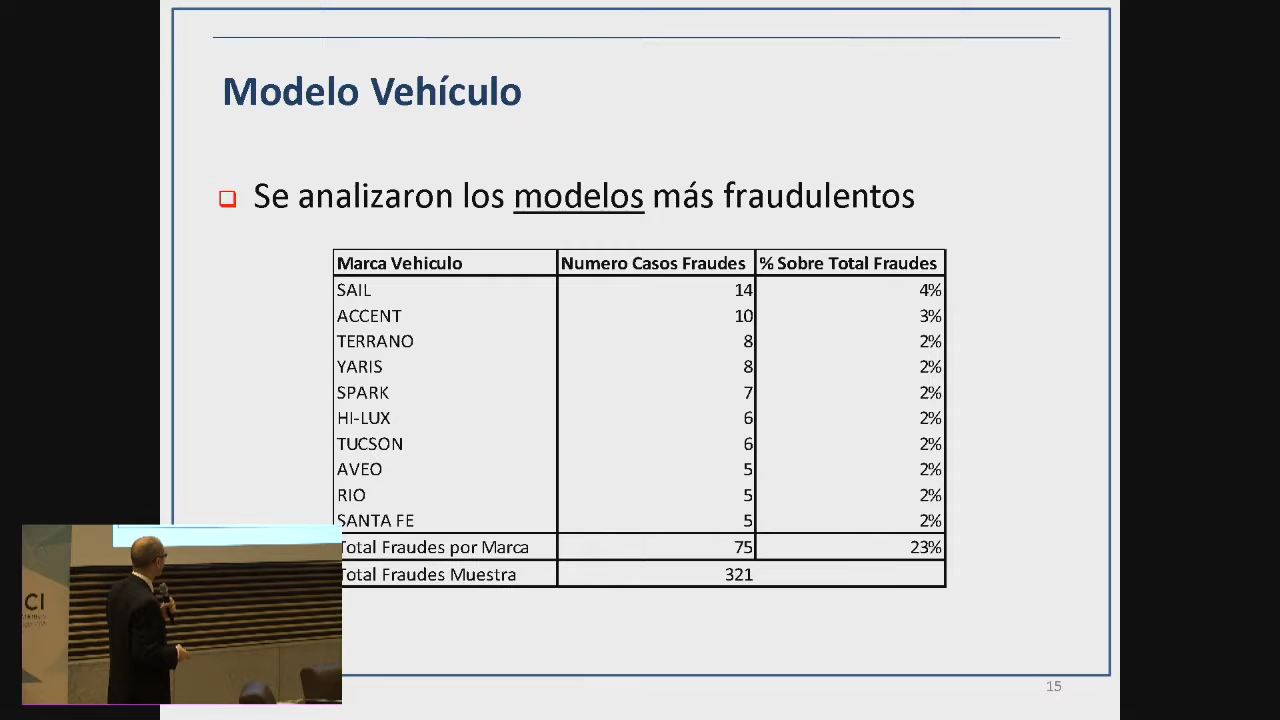 Modelo Vehículo
Se analizaron los modelos más fraudulentos
Marca Vehiculo Numero Casos Fraudes % Sobre Total Fraudes
SAIL 14 4%
ACCENT 10 3%
TERRANO 8 2%
YARIS 8 2%
SPARK 7 2%
HI-LUX 6 2%
TUCSON 6 2%
AVEO 5 2%
RIO 5 2%
SANTA FE 5 2%
Total Fraudes por Marca 75 23%
Total Fraudes Muestra 321
CI
15